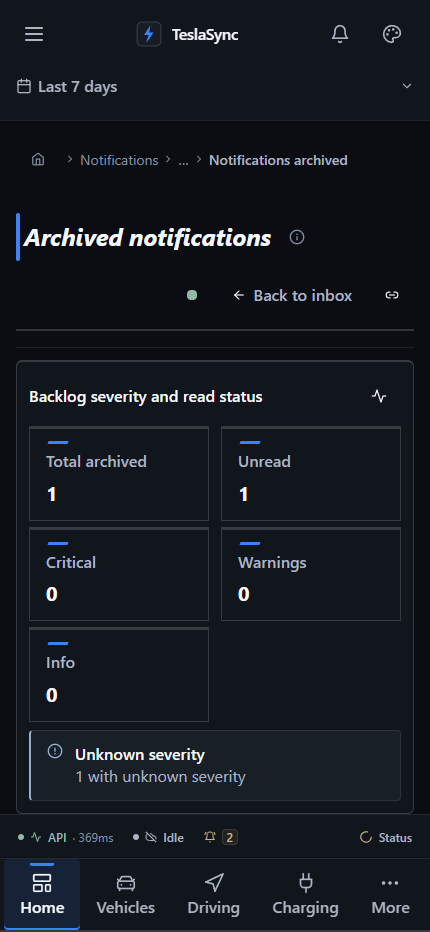 TeslaSync
Last 7 days
Notifications ... Notifications archived
Archived notifications
Back to inbox
Backlog severity and read status
Total archived
1
Unread
1
Critical
0
Warnings
0
Info
0
Unknown severity
1 with unknown severity
API · 369ms Idle 2 Status
Home Vehicles Driving Charging More